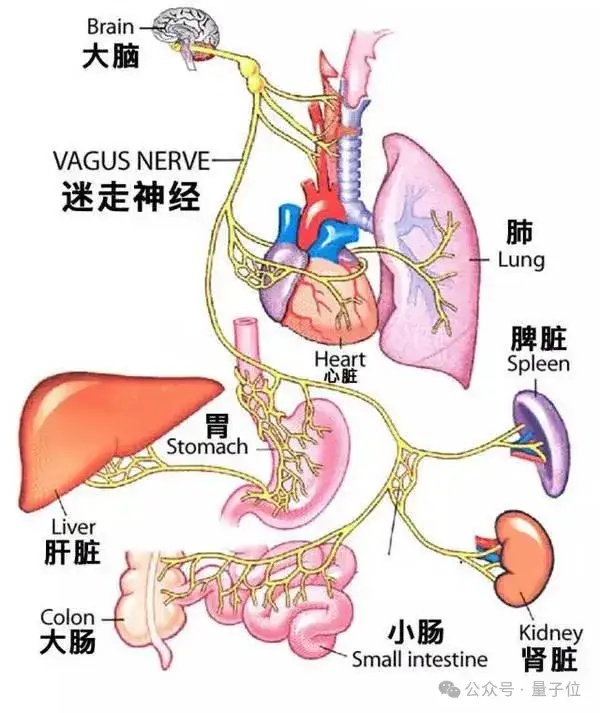 Brain
大脑
VAGUS NERVE
迷走神经
肺
Lung
Heart
心脏
脾脏
Spleen
胃
Stomach
Liver
肝脏
Colon
大肠
小肠
Small intestine
Kidney
肾脏
公众号·量子位